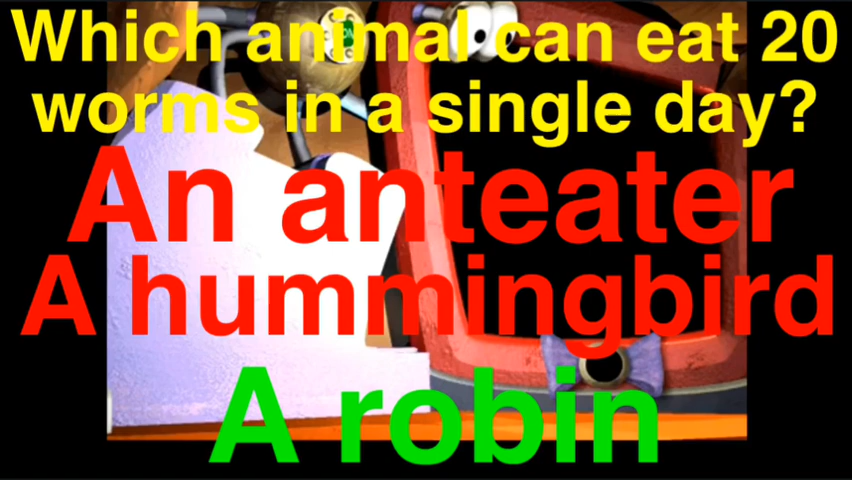 Which animal can eat 20
worms in a single day?
An anteater
A hummingbird
A robin